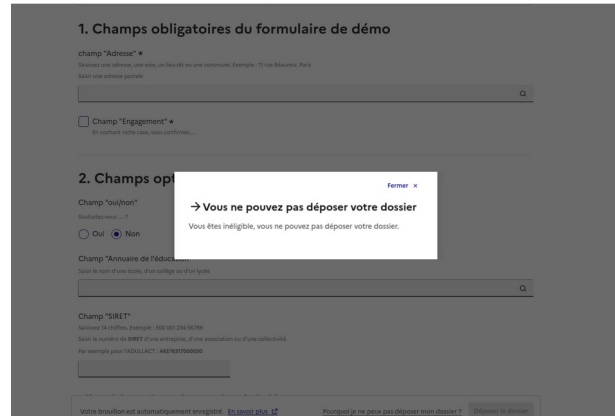 1. Champs obligatoires du formulaire de démo
champ "Adresse" *
Saisissez une adresse, une voie, un lieu dit ou une commune. Exemple : 11 rue Réaumur, Paris
Saisir une adresse postale
Champ "Engagement" *
En cochant cette case, vous confirmez....
2. Champs opt
Champ "oui/non"
Souhaitez-vous .... ?
Oui Non
Fermer ×
→ Vous ne pouvez pas déposer votre dossier
Vous êtes inéligible, vous ne pouvez pas déposer votre dossier.
Champ "Annuaire de l'éducation"
Saisir le nom d'une école, d'un collège ou d'un lycée
Champ "SIRET"
Saisissez 14 chiffres. Exemple : 500 001 234 56798
Saisir le numéro de SIRET d'une entreprise, d'une association ou d'une collectivité.
Par exemple pour l'ADULLACT : 44376317000030
Votre brouillon est automatiquement enregistré. En savoir plus
Pourquoi je ne peux pas déposer mon dossier ?
Déposer le dossier